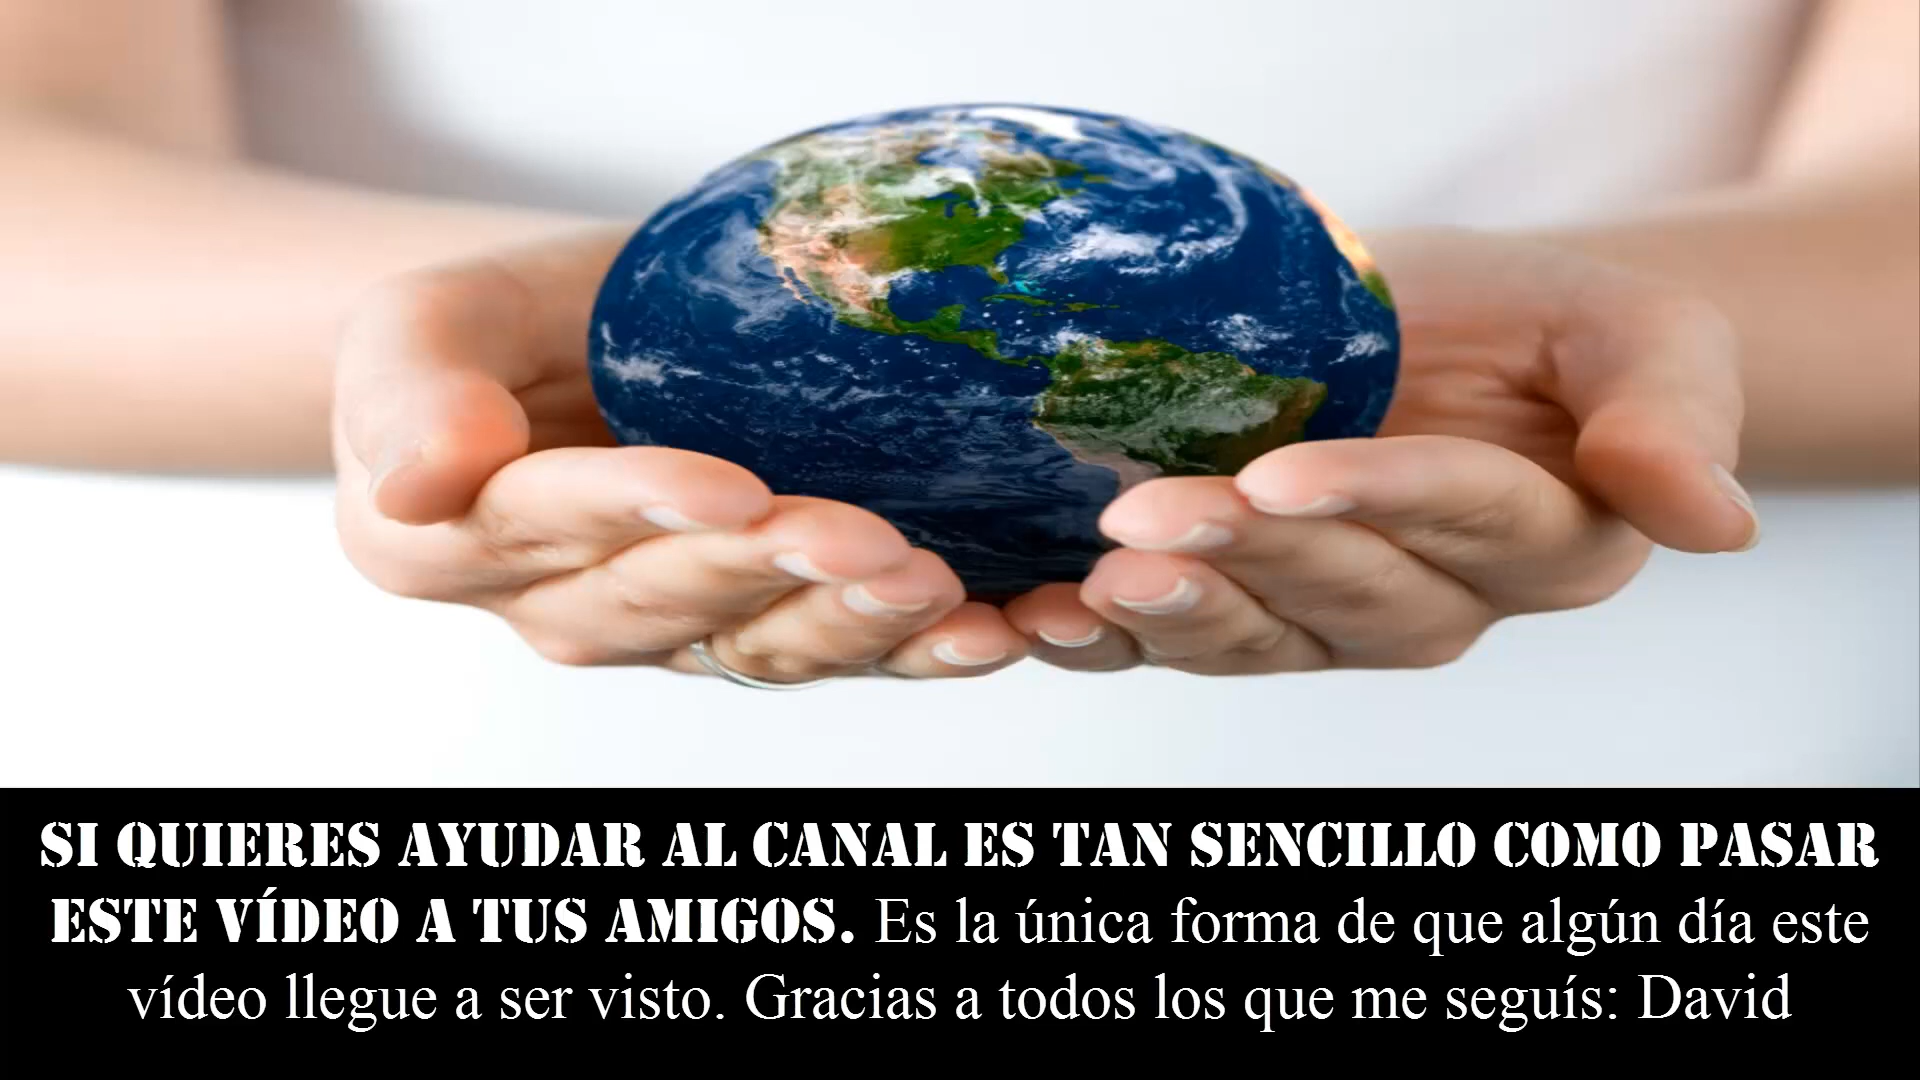 SI QUIERES AYUDAR AL CANAL ES TAN SENCILLO COMO PASAR
ESTE VÍDEO A TUS AMIGOS. Es la única forma de que algún día este
vídeo llegue a ser visto. Gracias a todos los que me seguís: David